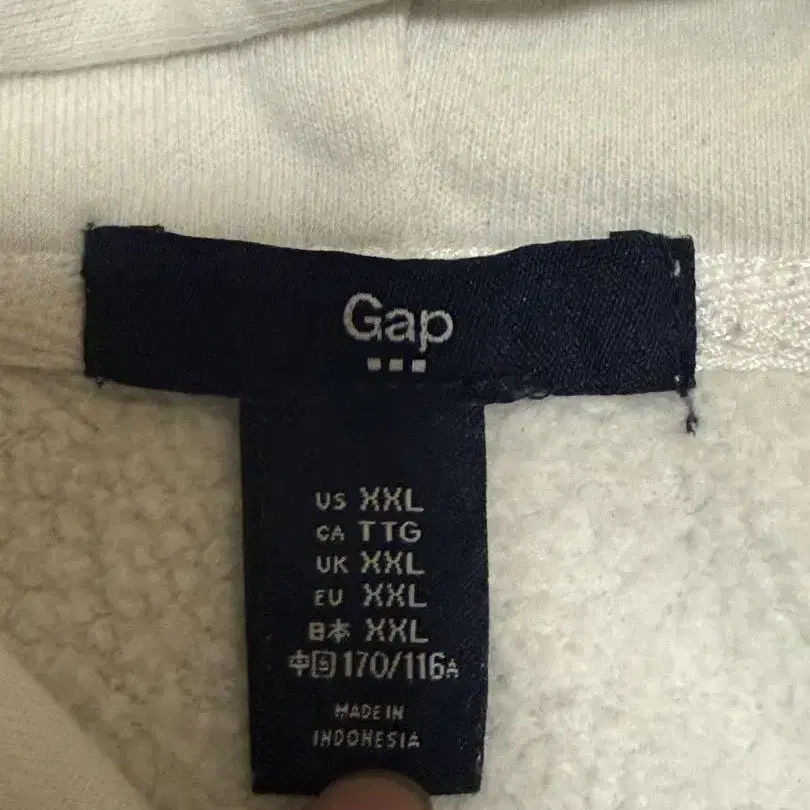 Gap
US XXL
CA TTG
UK XXL
EU XXL
日本 XXL
中国 170/116A
MADE IN
INDONESIA